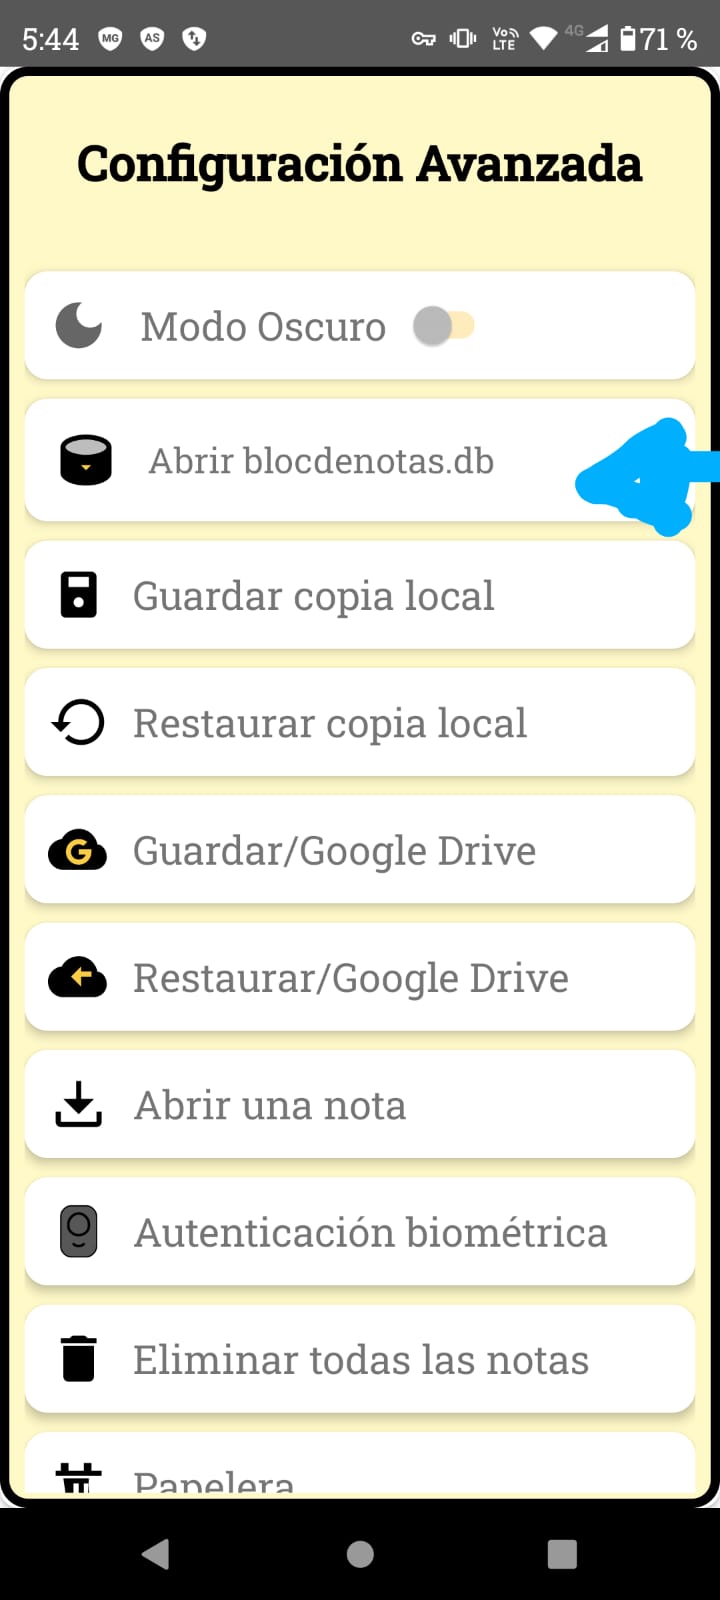 5:44 MG AS Vo LTE 4G 71 %
Configuración Avanzada
Modo Oscuro
Abrir blocdenotas.db
Guardar copia local
Restaurar copia local
G Guardar/Google Drive
Restaurar/Google Drive
Abrir una nota
Autenticación biométrica
Eliminar todas las notas
Papelera